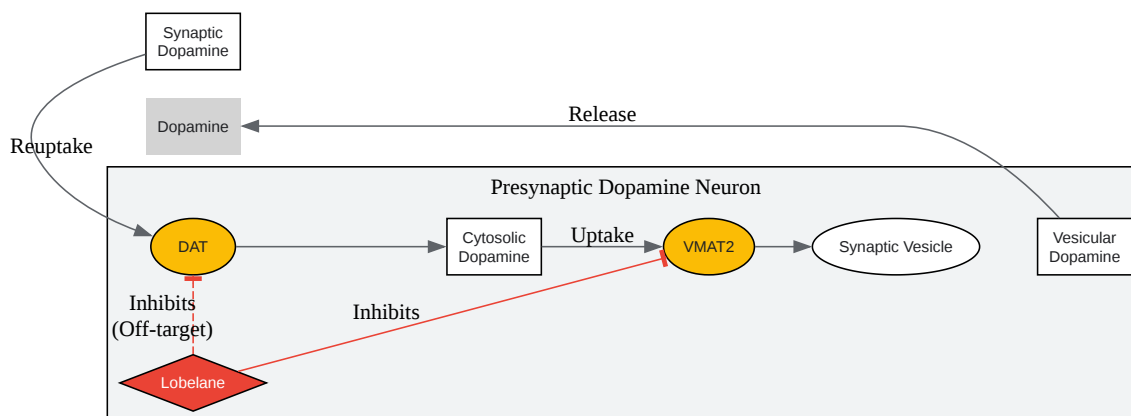 Synaptic
Dopamine
Dopamine
Release
Reuptake
Presynaptic Dopamine Neuron
DAT
Cytosolic
Dopamine
Uptake
VMAT2
Synaptic Vesicle
Vesicular
Dopamine
Inhibits
(Off-target)
Inhibits
Lobelane